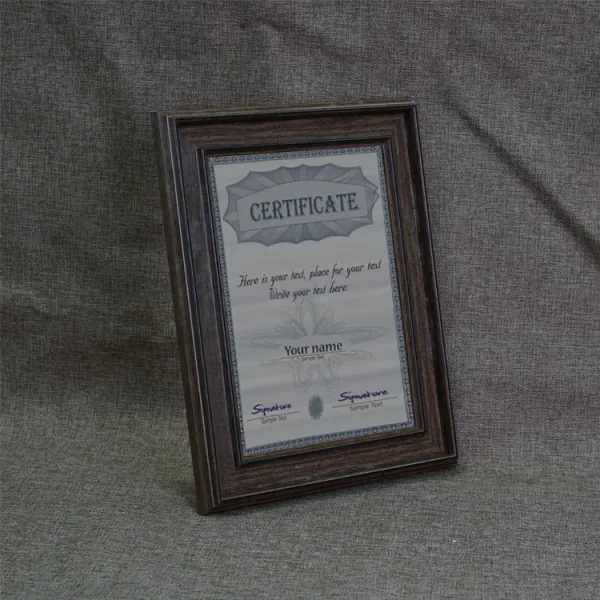 CERTIFICATE
Here is your text, place for your text
Write your text here.
Your name
Sample Text
Signature
Signature
Sample Text
Sample Text